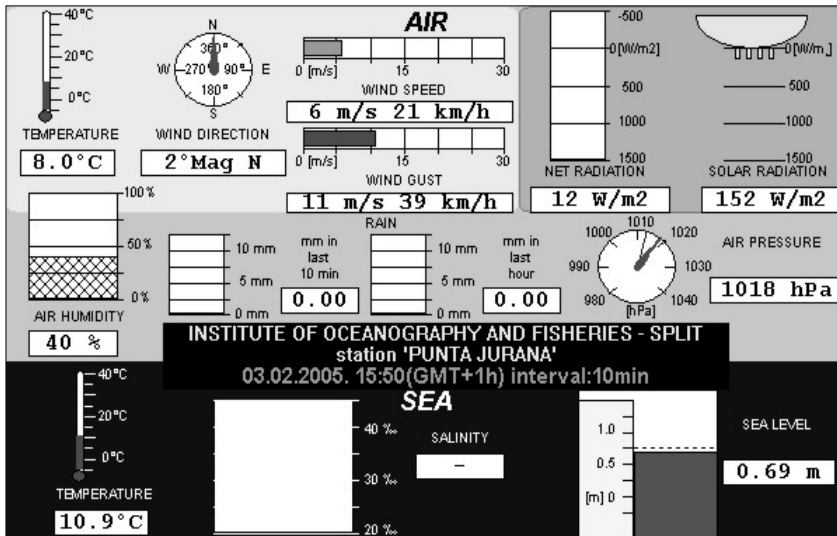 AIR
40°C
20°C
0°C
TEMPERATURE
8.0°C
N
360°
W 270° 90° E
180°
S
WIND DIRECTION
2°Mag N
0 [m/s] 15 30
WIND SPEED
6 m/s 21 km/h
0 [m/s] 15 30
WIND GUST
11 m/s 39 km/h
-500
0[W/m2]
500
1000
1500
NET RADIATION
12 W/m2
0[W/m,]
-500
-1000
-1500
SOLAR RADIATION
152 W/m2
100 %
50 %
0 %
AIR HUMIDITY
40 %
RAIN
10 mm
5 mm
0 mm
mm in
last
10 min
0.00
10 mm
5 mm
0 mm
mm in
last
hour
0.00
1010
1000 1020
990 1030
980 1040
[hPa]
AIR PRESSURE
1018 hPa
INSTITUTE OF OCEANOGRAPHY AND FISHERIES - SPLIT
station 'PUNTA JURANA'
03.02.2005. 15:50(GMT+1h) interval:10min
SEA
40°C
20°C
0°C
TEMPERATURE
10.9°C
40 ‰
30 ‰
20 ‰
SALINITY
-
1.0
0.5
[m] 0
SEA LEVEL
0.69 m